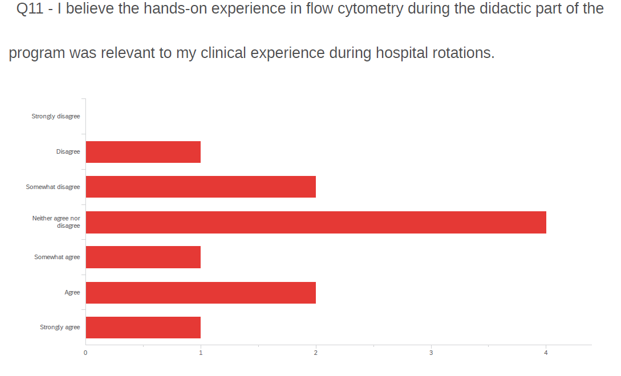 Q11 - I believe the hands-on experience in flow cytometry during the didactic part of the
program was relevant to my clinical experience during hospital rotations.
Strongly disagree
Disagree
Somewhat disagree
Neither agree nor
disagree
Somewhat agree
Agree
Strongly agree
0 1 2 3 4